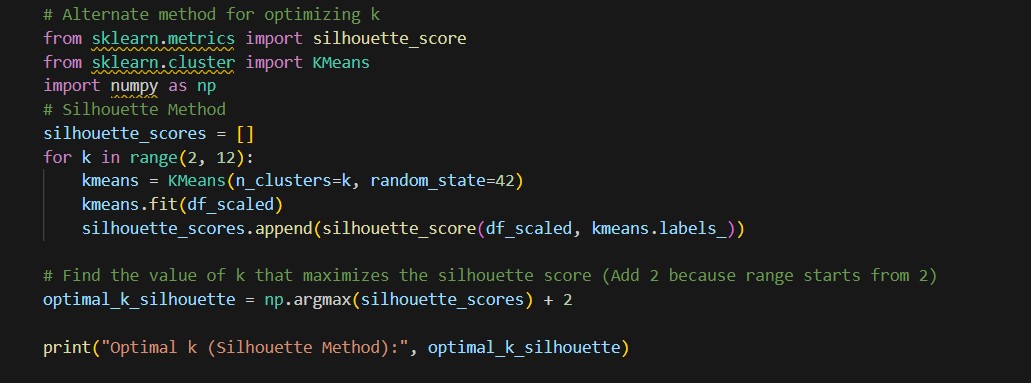 # Alternate method for optimizing k
from sklearn.metrics import silhouette_score
from sklearn.cluster import KMeans
import numpy as np
# Silhouette Method
silhouette_scores = []
for k in range(2, 12):
    kmeans = KMeans(n_clusters=k, random_state=42)
    kmeans.fit(df_scaled)
    silhouette_scores.append(silhouette_score(df_scaled, kmeans.labels_))

# Find the value of k that maximizes the silhouette score (Add 2 because range starts from 2)
optimal_k_silhouette = np.argmax(silhouette_scores) + 2

print("Optimal k (Silhouette Method):", optimal_k_silhouette)